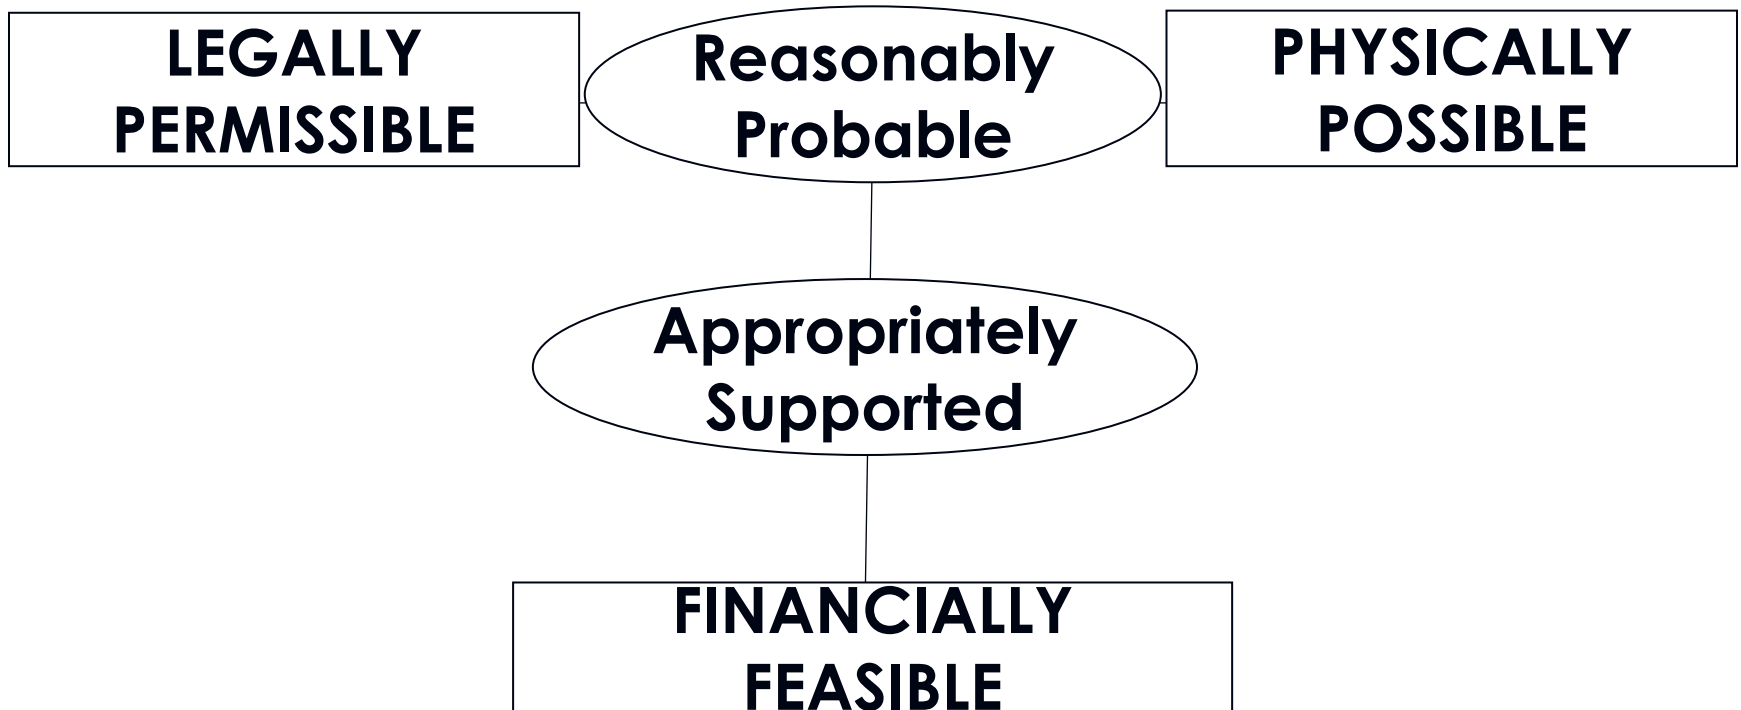 LEGALLY
PERMISSIBLE
Reasonably
Probable
PHYSICALLY
POSSIBLE
Appropriately
Supported
FINANCIALLY
FEASIBLE